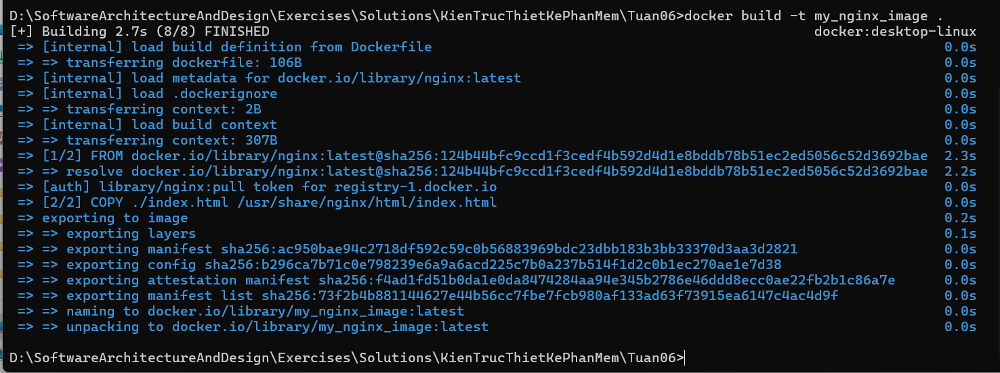 D:\SoftwareArchitectureAndDesign\Exercises\Solutions\KienTrucThietKePhanMem\Tuan06>docker build -t my_nginx_image .
[+] Building 2.7s (8/8) FINISHED docker:desktop-linux
=> [internal] load build definition from Dockerfile 0.0s
=> => transferring dockerfile: 106B 0.0s
=> [internal] load metadata for docker.io/library/nginx:latest 0.0s
=> [internal] load .dockerignore 0.0s
=> => transferring context: 2B 0.0s
=> [internal] load build context 0.0s
=> => transferring context: 307B 0.0s
=> [1/2] FROM docker.io/library/nginx:latest@sha256:124b44bfc9ccd1f3cedf4b592d4d1e8bddb78b51ec2ed5056c52d3692bae 2.3s
=> => resolve docker.io/library/nginx:latest@sha256:124b44bfc9ccd1f3cedf4b592d4d1e8bddb78b51ec2ed5056c52d3692bae 2.2s
=> [auth] library/nginx:pull token for registry-1.docker.io 0.0s
=> [2/2] COPY ./index.html /usr/share/nginx/html/index.html 0.0s
=> exporting to image 0.2s
=> => exporting layers 0.1s
=> => exporting manifest sha256:ac950bae94c2718df592c59c0b56883969bdc23dbb183b3bb33370d3aa3d2821 0.0s
=> => exporting config sha256:b296ca7b71c0e798239e6a9a6acd225c7b0a237b514f1d2c0b1ec270ae1e7d38 0.0s
=> => exporting attestation manifest sha256:f4ad1fd51b0da1e0da8474284aa94e345b2786e46ddd8ecc0ae22fb2b1c86a7e 0.0s
=> => exporting manifest list sha256:73f2b4b881144627e44b56cc7fbe7fcb980af133ad63f73915ea6147c4ac4d9f 0.0s
=> => naming to docker.io/library/my_nginx_image:latest 0.0s
=> => unpacking to docker.io/library/my_nginx_image:latest 0.0s
D:\SoftwareArchitectureAndDesign\Exercises\Solutions\KienTrucThietKePhanMem\Tuan06>